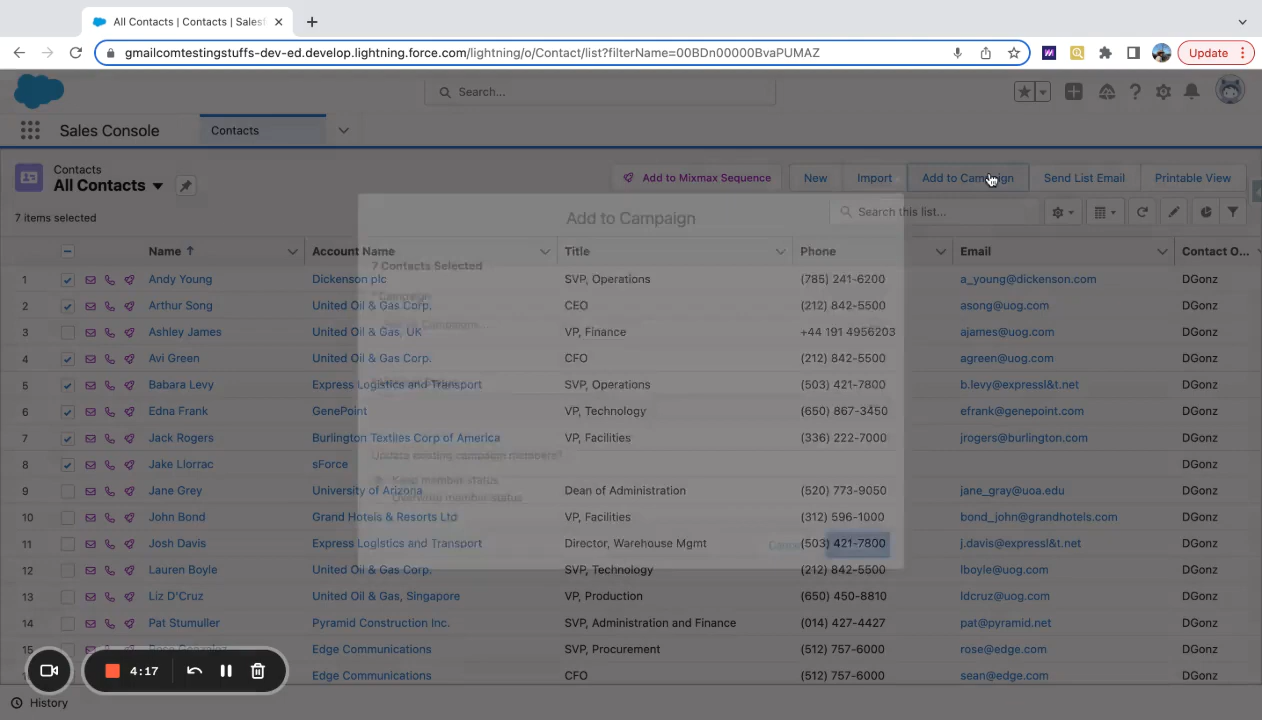 All Contacts | Contacts | Salesf
gmailcomtestingstuffs-dev-ed.develop.lightning.force.com/lightning/o/Contact/list?filterName=00BDn00000BvaPUMAZ
Update
Search...
Sales Console
Contacts
Contacts
All Contacts
Add to Mixmax Sequence
New
Import
Add to Campaign
Send List Email
Printable View
7 items selected
Search this list...
Add to Campaign
7 Contacts Selected
Campaign
Update existing campaign members?
Keep member status
Overwrite member status
Name Account Name Title Phone Email Contact O...
1 Andy Young Dickenson plc SVP, Operations (785) 241-6200 a_young@dickenson.com DGonz
2 Arthur Song United Oil & Gas Corp. CEO (212) 842-5500 asong@uog.com DGonz
3 Ashley James United Oil & Gas, UK VP, Finance +44 191 4956203 ajames@uog.com DGonz
4 Avi Green United Oil & Gas Corp. CFO (212) 842-5500 agreen@uog.com DGonz
5 Babara Levy Express Logistics and Transport SVP, Operations (503) 421-7800 b.levy@expressl&t.net DGonz
6 Edna Frank GenePoint VP, Technology (650) 867-3450 efrank@genepoint.com DGonz
7 Jack Rogers Burlington Textiles Corp of America VP, Facilities (336) 222-7000 jrogers@burlington.com DGonz
8 Jake Llorrac sForce DGonz
9 Jane Grey University of Arizona Dean of Administration (520) 773-9050 jane_gray@uoa.edu DGonz
10 John Bond Grand Hotels & Resorts Ltd VP, Facilities (312) 596-1000 bond_john@grandhotels.com DGonz
11 Josh Davis Express Logistics and Transport Director, Warehouse Mgmt (503) 421-7800 j.davis@expressl&t.net DGonz
12 Lauren Boyle United Oil & Gas Corp. SVP, Technology (212) 842-5500 lboyle@uog.com DGonz
13 Liz D'Cruz United Oil & Gas, Singapore VP, Production (650) 450-8810 ldcruz@uog.com DGonz
14 Pat Stumuller Pyramid Construction Inc. SVP, Administration and Finance (014) 427-4427 pat@pyramid.net DGonz
15 Rose Gonzalez Edge Communications SVP, Procurement (512) 757-6000 rose@edge.com DGonz
Edge Communications CFO (512) 757-6000 sean@edge.com DGonz
4:17
History